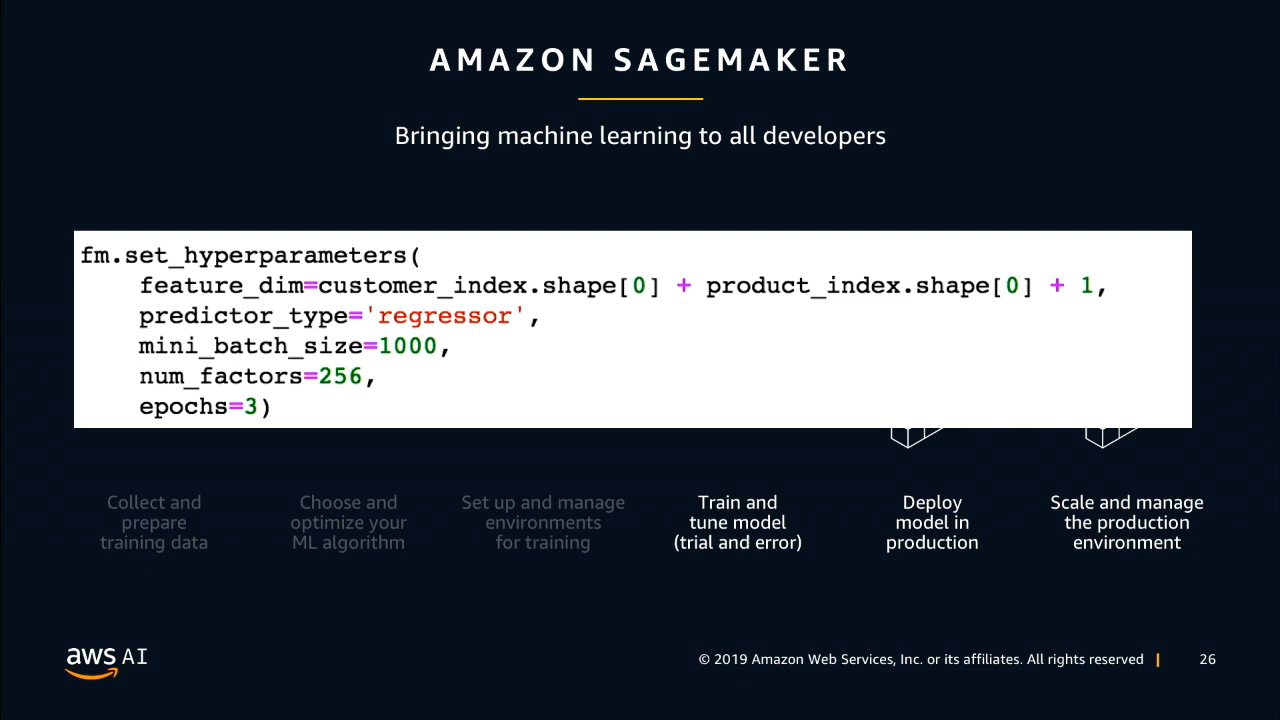 AMAZON SAGEMAKER
Bringing machine learning to all developers
fm.set_hyperparameters(
    feature_dim=customer_index.shape[0] + product_index.shape[0] + 1,
    predictor_type='regressor',
    mini_batch_size=1000,
    num_factors=256,
    epochs=3)
Collect and
prepare
training data
Choose and
optimize your
ML algorithm
Set up and manage
environments
for training
Train and
tune model
(trial and error)
Deploy
model in
production
Scale and manage
the production
environment
aws AI
© 2019 Amazon Web Services, Inc. or its affiliates. All rights reserved |
26